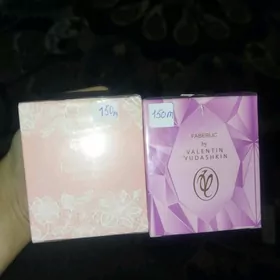 150m
150m
FABERLIC
by
VALENTIN
YUDASHKIN